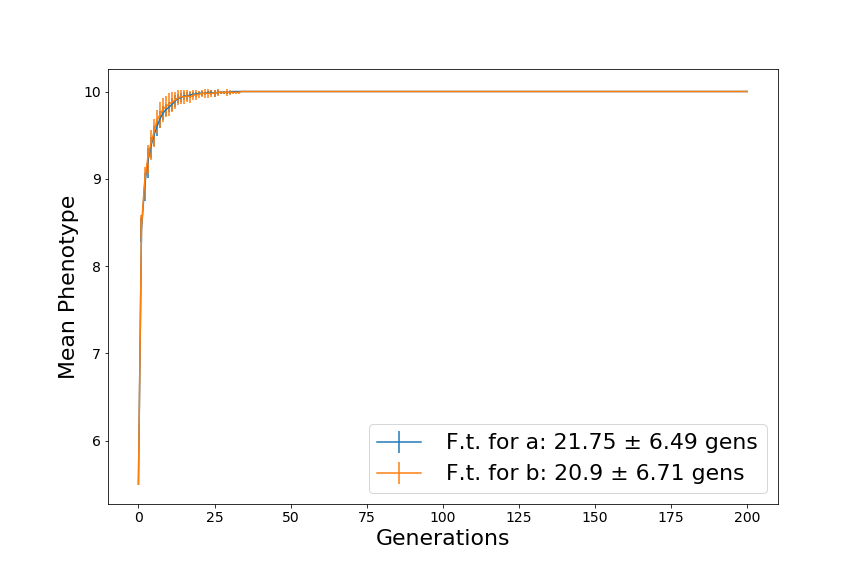 10
9
8
7
6
Mean Phenotype
F.t. for a: 21.75 ± 6.49 gens
F.t. for b: 20.9 ± 6.71 gens
0 25 50 75 100 125 150 175 200
Generations